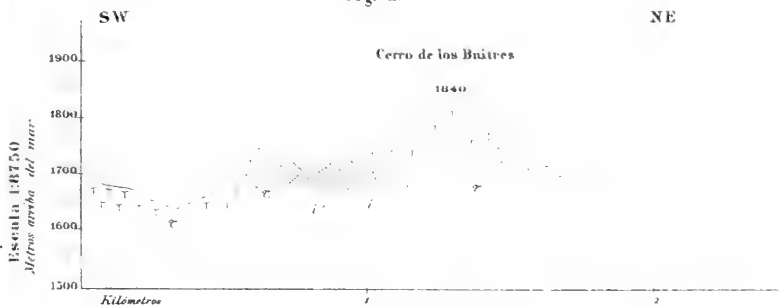 SW
NE
1900
Cerro de los Buitres
1840
1800
1700
1600
1500
Escala 1:8750
Metros arriba del mar
T T T
T T T T T
τ
τ
τ
i i
Kilómetros 1 2